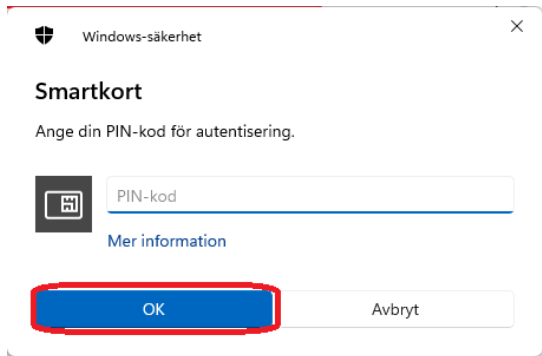 Windows-säkerhet
Smartkort
Ange din PIN-kod för autentisering.
PIN-kod
Mer information
OK
Avbryt